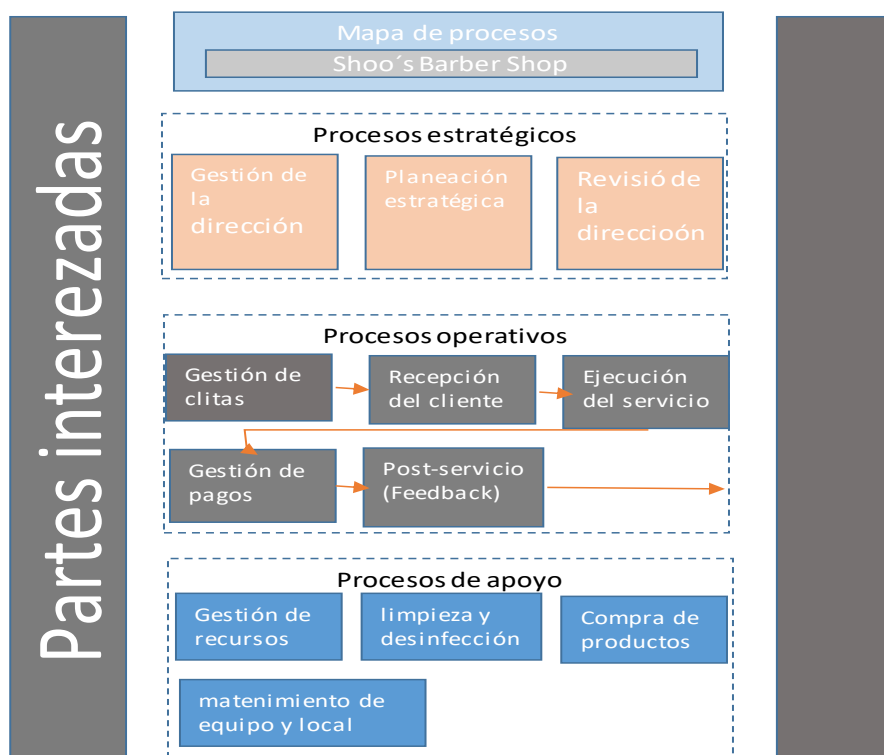 Mapa de procesos
Shoo´s Barber Shop
Partes interezadas
Procesos estratégicos
Gestión de
la
dirección
Planeación
estratégica
Revisió de
la
direccioón
Procesos operativos
Gestión de
clitas
Recepción
del cliente
Ejecución
del servicio
Gestión de
pagos
Post-servicio
(Feedback)
Procesos de apoyo
Gestión de
recursos
limpieza y
desinfección
Compra de
productos
matenimiento de
equipo y local